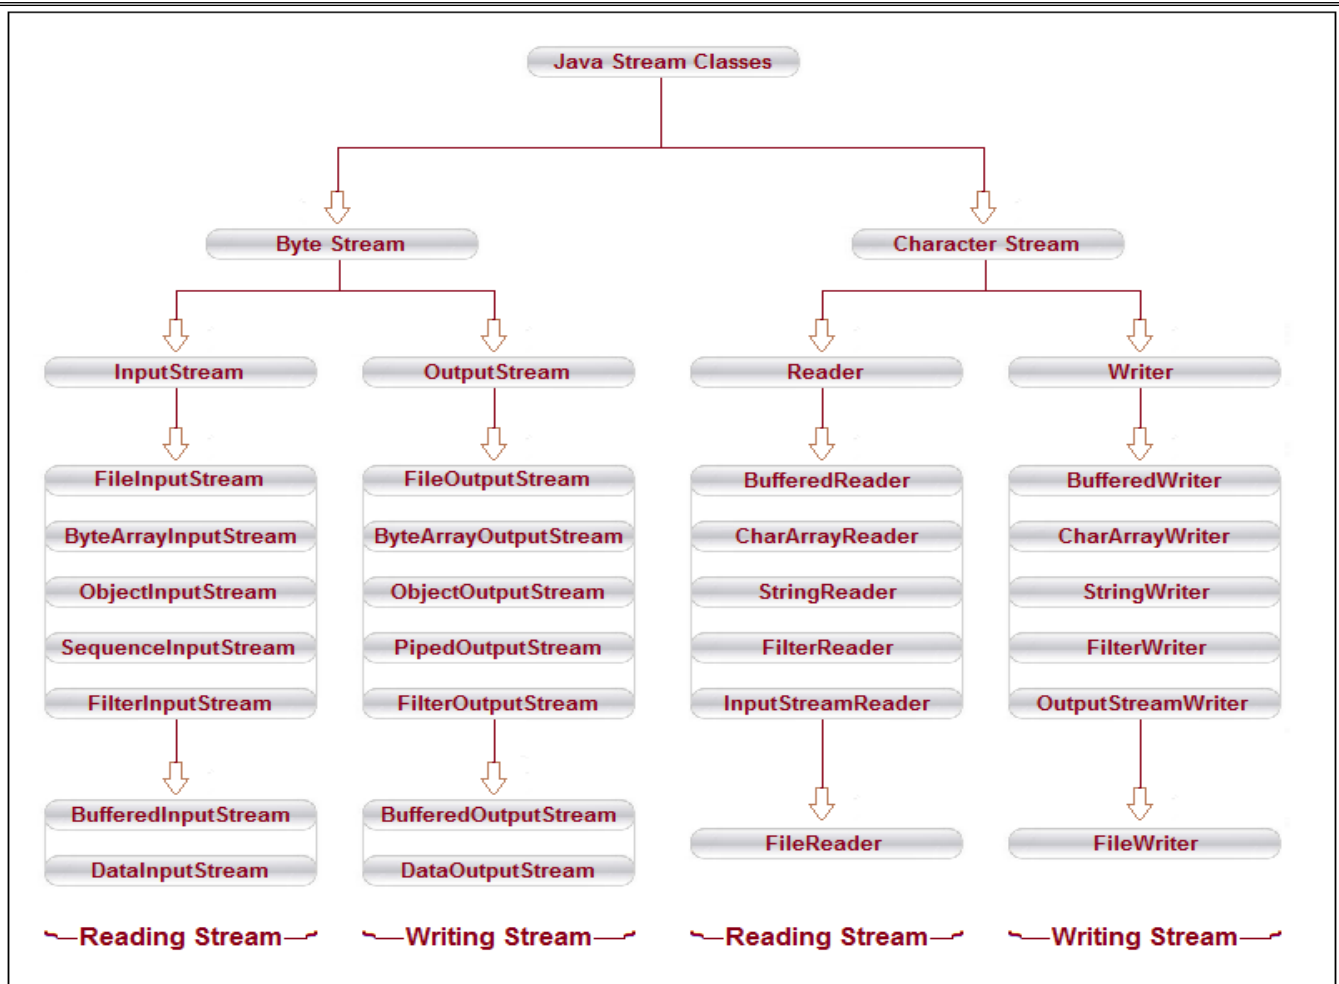 Java Stream Classes
Byte Stream
Character Stream
InputStream
OutputStream
Reader
Writer
FileInputStream
FileOutputStream
BufferedReader
BufferedWriter
ByteArrayInputStream
ByteArrayOutputStream
CharArrayReader
CharArrayWriter
ObjectInputStream
ObjectOutputStream
StringReader
StringWriter
SequenceInputStream
PipedOutputStream
FilterReader
FilterWriter
FilterInputStream
FilterOutputStream
InputStreamReader
OutputStreamWriter
BufferedInputStream
BufferedOutputStream
FileReader
FileWriter
DataInputStream
DataOutputStream
Reading Stream
Writing Stream
Reading Stream
Writing Stream